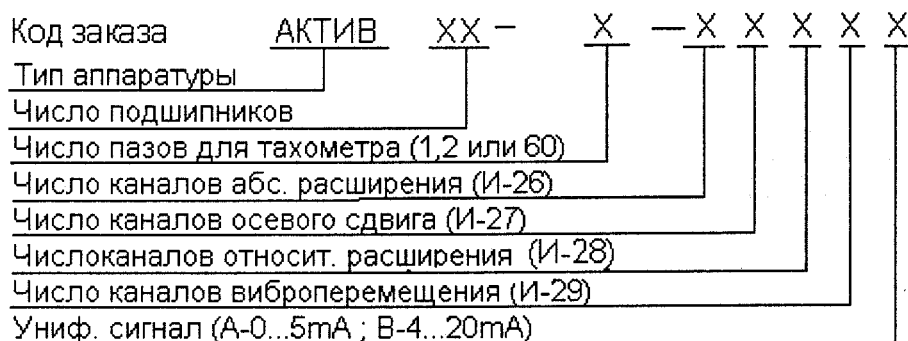 Код заказа АКТИВ XX - X - X X X X X
Тип аппаратуры
Число подшипников
Число пазов для тахометра (1,2 или 60)
Число каналов абс. расширения (И-26)
Число каналов осевого сдвига (И-27)
Числоканалов относит. расширения (И-28)
Число каналов виброперемещения (И-29)
Униф. сигнал (А-0...5mA ; В-4...20mA)